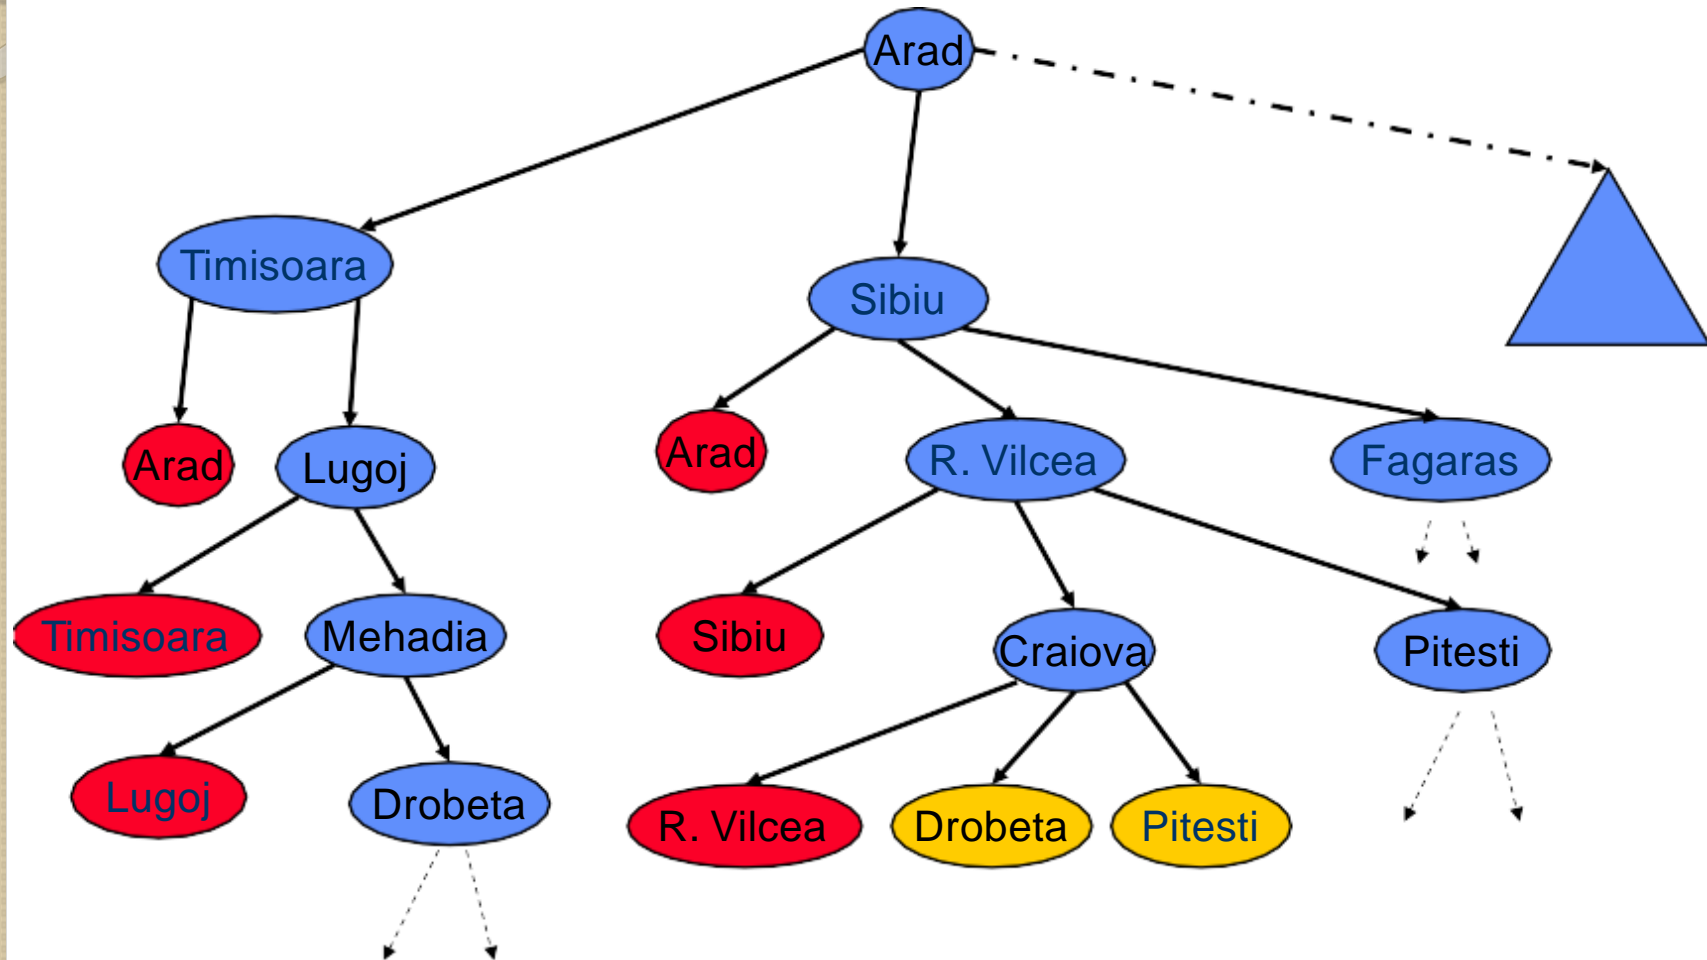 Arad
Timisoara
Sibiu
Arad
Lugoj
Arad
R. Vilcea
Fagaras
Timisoara
Mehadia
Sibiu
Craiova
Pitesti
Lugoj
Drobeta
R. Vilcea
Drobeta
Pitesti